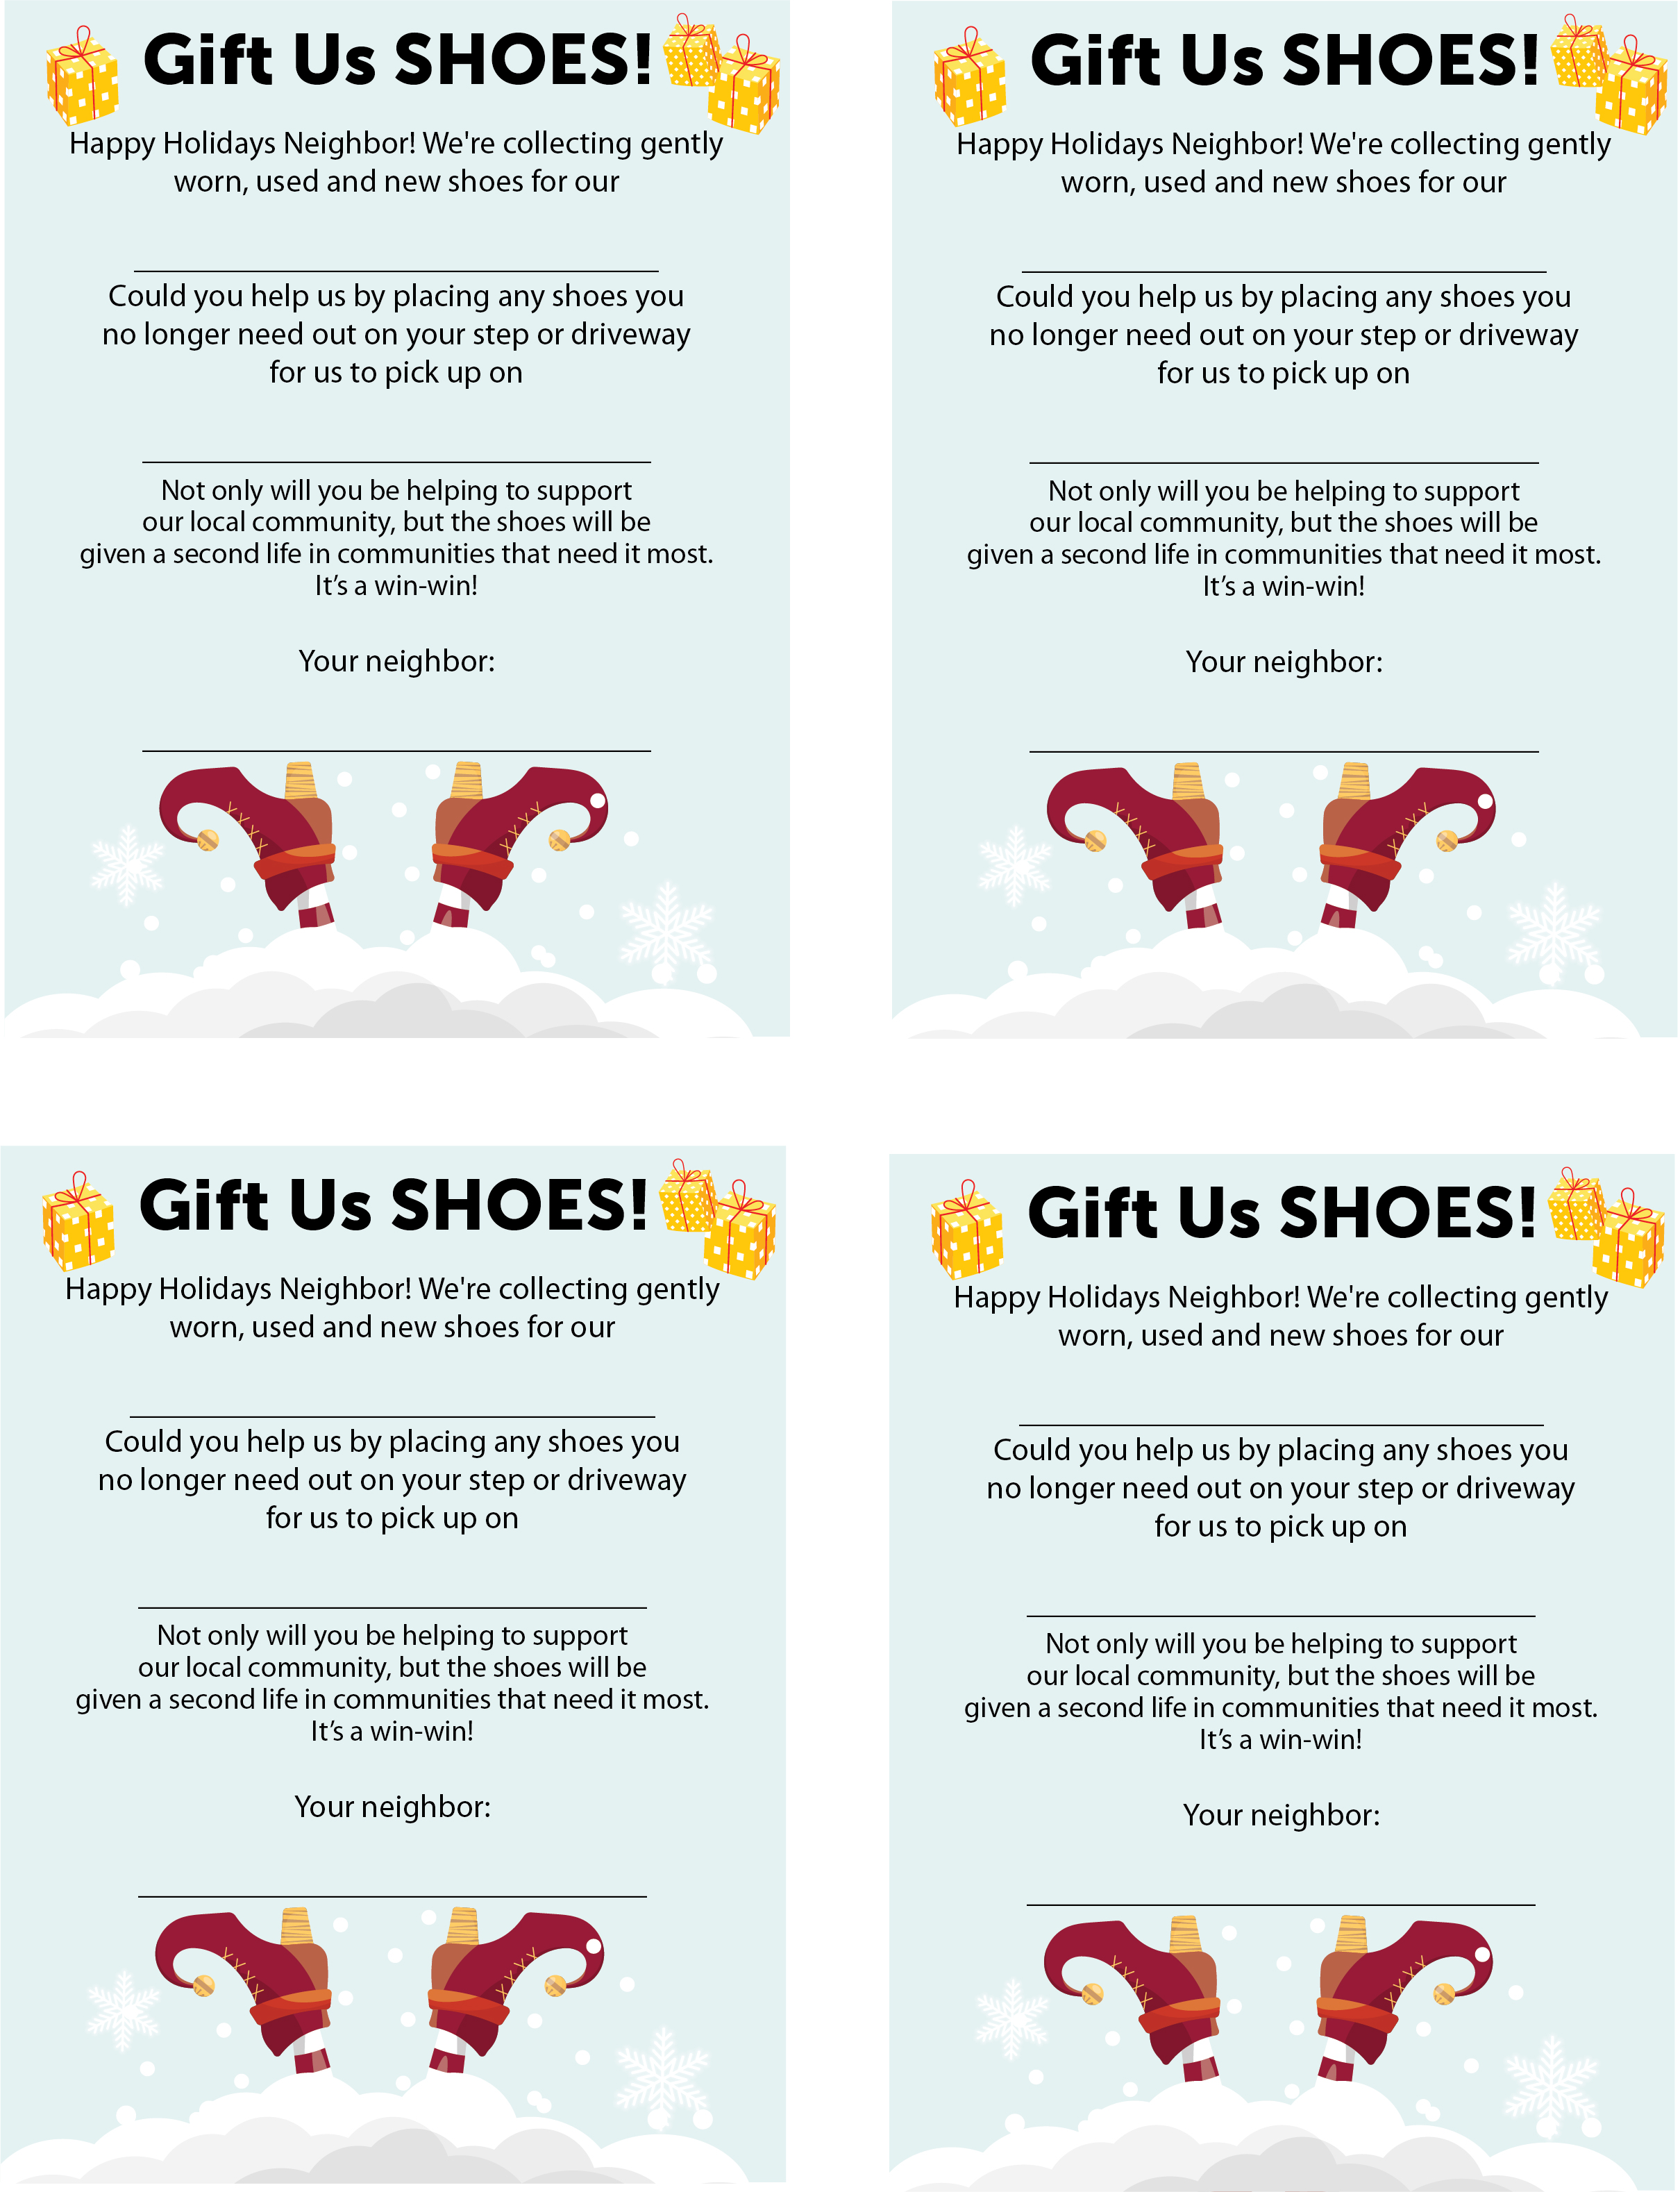 Gift Us SHOES!
Happy Holidays Neighbor! We're collecting gently
worn, used and new shoes for our
Could you help us by placing any shoes you
no longer need out on your step or driveway
for us to pick up on
Not only will you be helping to support
our local community, but the shoes will be
given a second life in communities that need it most.
It’s a win-win!
Your neighbor:
Gift Us SHOES!
Happy Holidays Neighbor! We're collecting gently
worn, used and new shoes for our
Could you help us by placing any shoes you
no longer need out on your step or driveway
for us to pick up on
Not only will you be helping to support
our local community, but the shoes will be
given a second life in communities that need it most.
It’s a win-win!
Your neighbor:
Gift Us SHOES!
Happy Holidays Neighbor! We're collecting gently
worn, used and new shoes for our
Could you help us by placing any shoes you
no longer need out on your step or driveway
for us to pick up on
Not only will you be helping to support
our local community, but the shoes will be
given a second life in communities that need it most.
It’s a win-win!
Your neighbor:
Gift Us SHOES!
Happy Holidays Neighbor! We're collecting gently
worn, used and new shoes for our
Could you help us by placing any shoes you
no longer need out on your step or driveway
for us to pick up on
Not only will you be helping to support
our local community, but the shoes will be
given a second life in communities that need it most.
It’s a win-win!
Your neighbor: